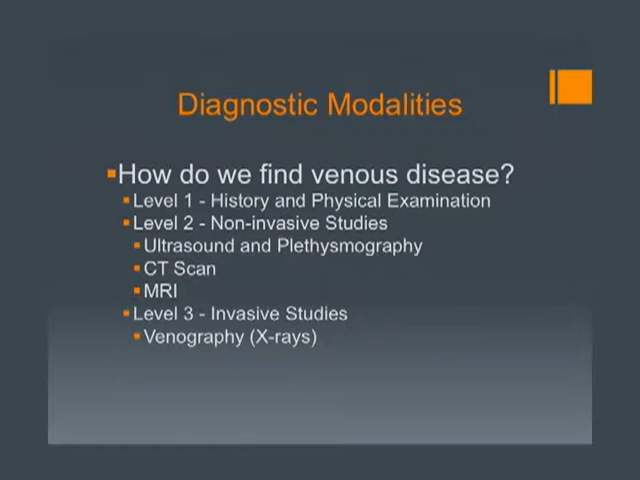 Diagnostic Modalities
How do we find venous disease?
Level 1 - History and Physical Examination
Level 2 - Non-invasive Studies
Ultrasound and Plethysmography
CT Scan
MRI
Level 3 - Invasive Studies
Venography (X-rays)